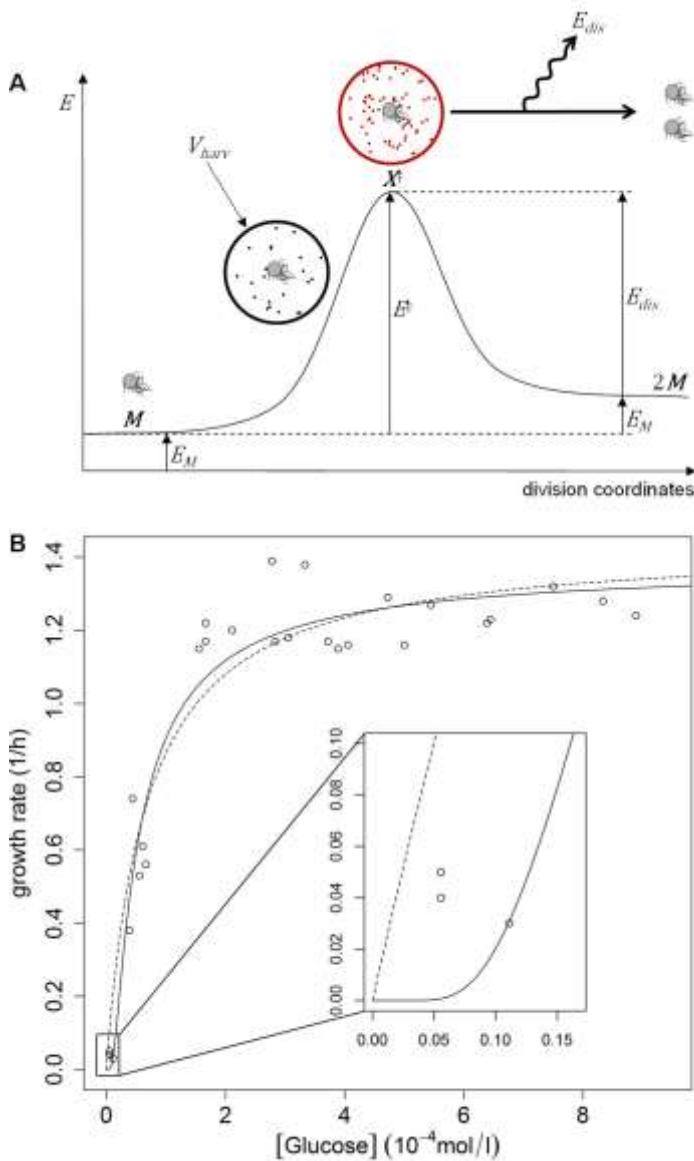 A
E
E_dis
V_harv
X‡
E‡
E_dis
M
2M
E_M
E_M
division coordinates
B
growth rate (1/h)
0.0 0.2 0.4 0.6 0.8 1.0 1.2 1.4
0.00 0.02 0.04 0.06 0.08 0.10
0.00 0.05 0.10 0.15
0 2 4 6 8
[Glucose] (10⁻⁴mol/l)